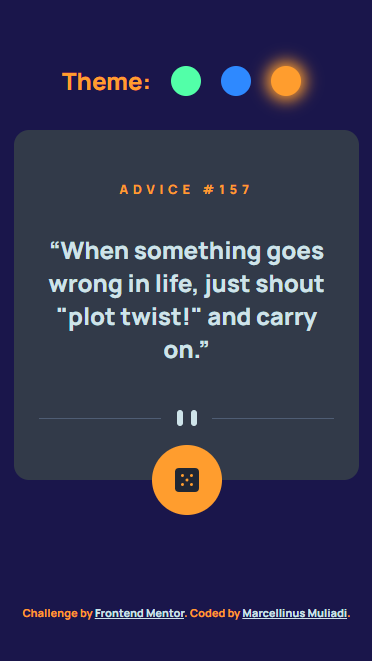 Theme:
ADVICE #157
“When something goes
wrong in life, just shout
"plot twist!" and carry
on.”
Challenge by Frontend Mentor. Coded by Marcellinus Muliadi.